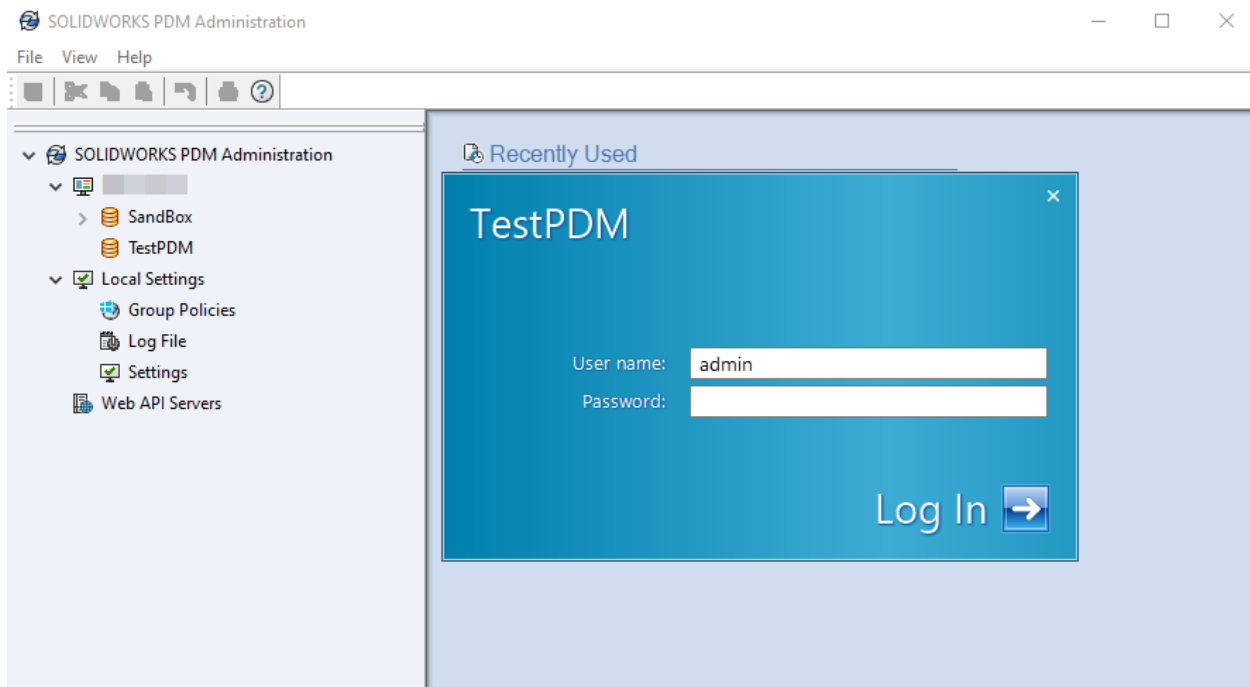 SOLIDWORKS PDM Administration
File View Help
SOLIDWORKS PDM Administration
SandBox
TestPDM
Local Settings
Group Policies
Log File
Settings
Web API Servers
Recently Used
TestPDM
User name: admin
Password:
Log In